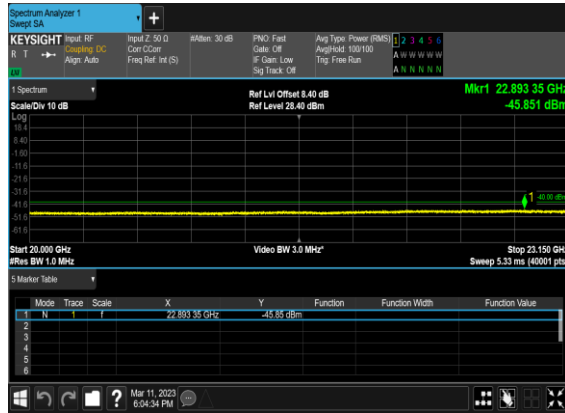 Spectrum Analyzer 1
Swept SA
+
KEYSIGHT Input: RF Input Z: 50 Ω #Atten: 30 dB PNO: Fast Avg Type: Power (RMS) 1 2 3 4 5 6
R T Coupling: DC Corr CCorr Gate: Off Avg|Hold: 100/100 A W W W W W
Align: Auto Freq Ref: Int (S) IF Gain: Low Trig: Free Run
LW Sig Track: Off A N N N N N
1 Spectrum Ref Lvl Offset 8.40 dB Mkr1 22.893 35 GHz
Scale/Div 10 dB Ref Level 28.40 dBm -45.851 dBm
Log
18.4
8.40
-1.60
-11.6
-21.6
-31.6
1 -40.00 dBm
-41.6
-51.6
-61.6
Start 20.000 GHz Video BW 3.0 MHz* Stop 23.150 GHz
#Res BW 1.0 MHz Sweep 5.33 ms (40001 pts)
5 Marker Table
Mode Trace Scale X Y Function Function Width Function Value
1 N 1 f 22.893 35 GHz -45.85 dBm
2
3
4
5
6
? Mar 11, 2023
6:04:34 PM